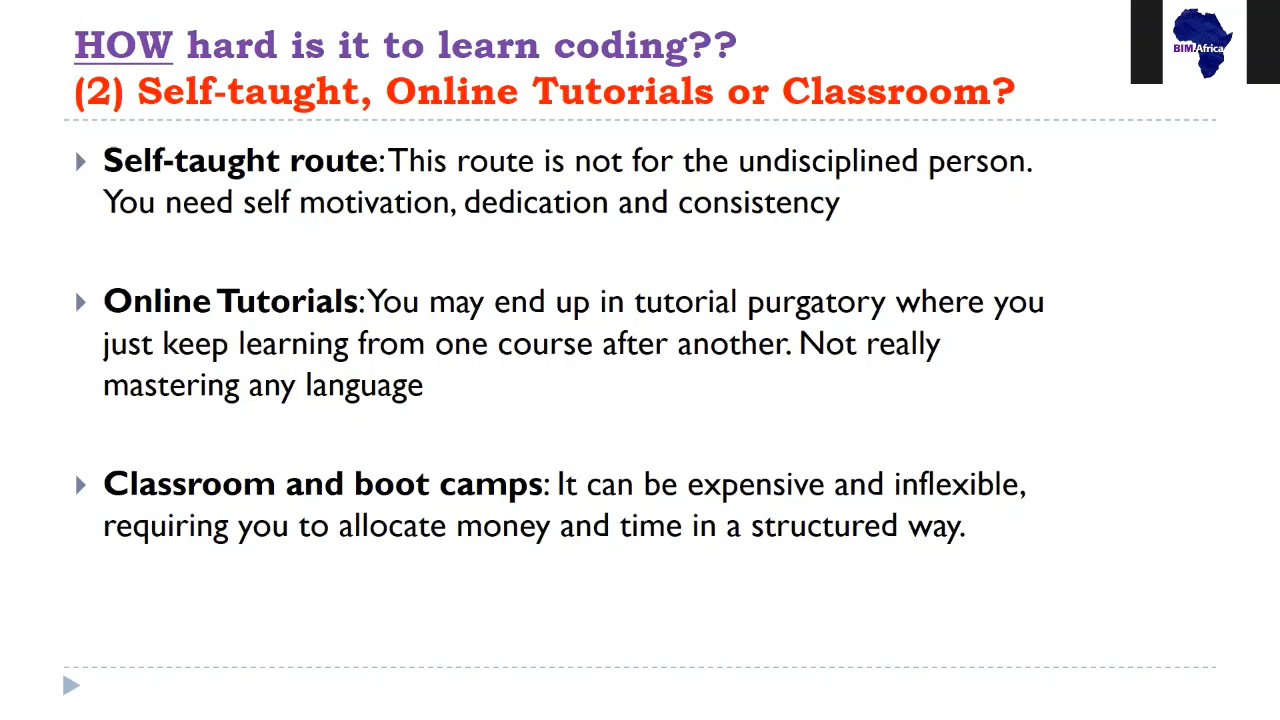 HOW hard is it to learn coding??
(2) Self-taught, Online Tutorials or Classroom?
BIM.Africa
Self-taught route: This route is not for the undisciplined person.
You need self motivation, dedication and consistency
Online Tutorials: You may end up in tutorial purgatory where you
just keep learning from one course after another. Not really
mastering any language
Classroom and boot camps: It can be expensive and inflexible,
requiring you to allocate money and time in a structured way.